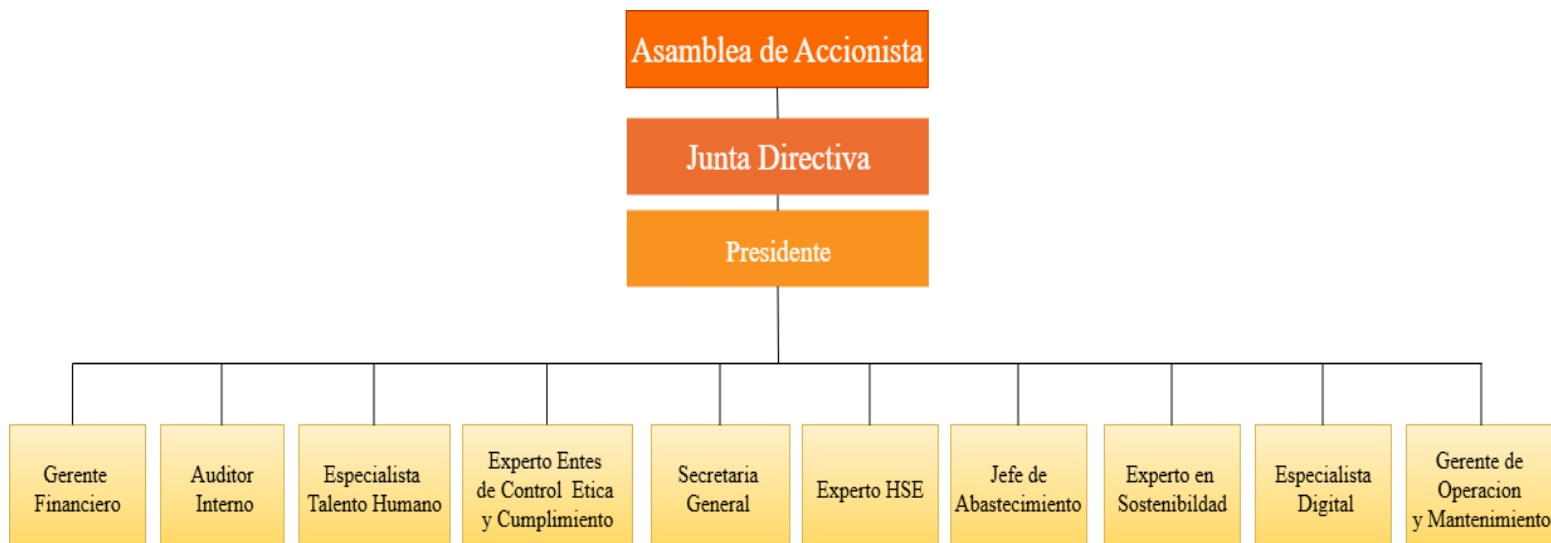 Asamblea de Accionista
Junta Directiva
Presidente
Gerente
Financiero
Auditor
Interno
Especialista
Talento Humano
Experto Entes
de Control Etica
y Cumplimiento
Secretaria
General
Experto HSE
Jefe de
Abastecimiento
Experto en
Sostenibildad
Especialista
Digital
Gerente de
Operacion
y Mantenimiento